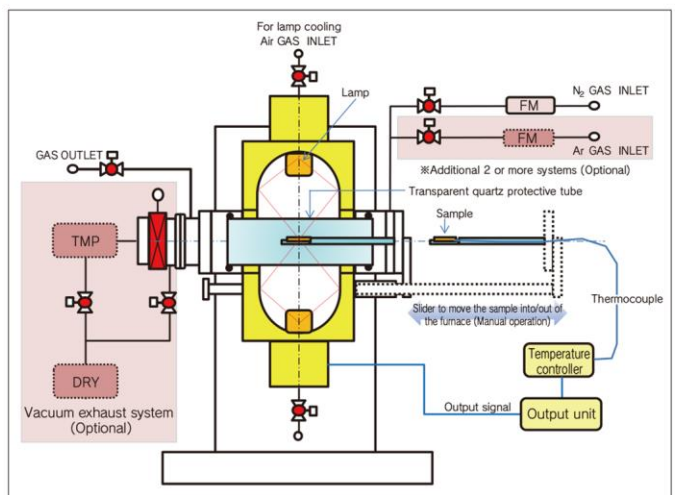 For lamp cooling
Air GAS INLET
Lamp
N₂ GAS INLET
FM
FM
Ar GAS INLET
GAS OUTLET
※Additional 2 or more systems (Optional)
Transparent quartz protective tube
Sample
TMP
Thermocouple
Slider to move the sample into/out of
the furnace (Manual operation)
Temperature
controller
DRY
Vacuum exhaust system
(Optional)
Output signal
Output unit